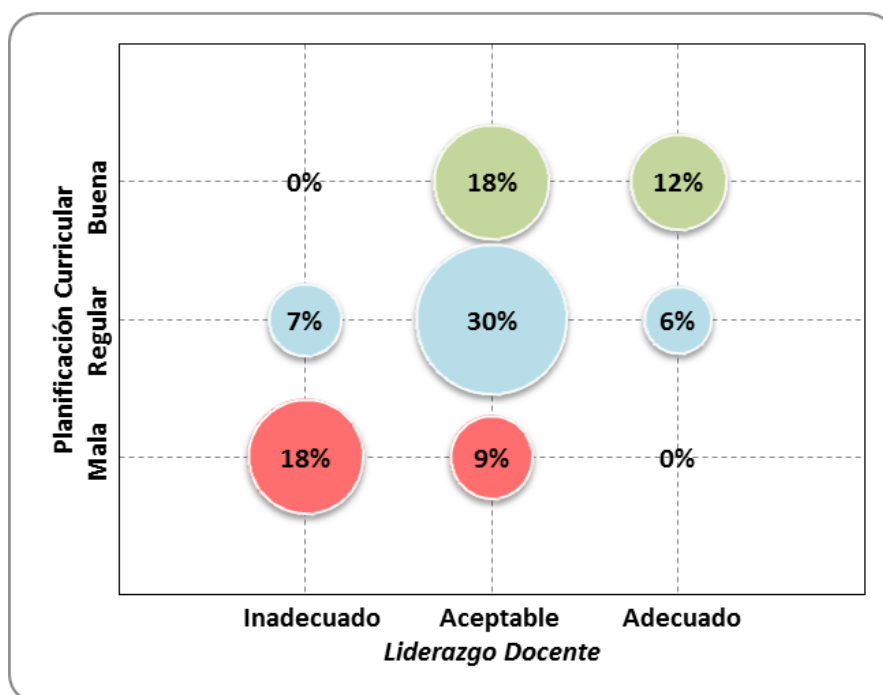 Planificación Curricular
Buena
0%
18%
12%
Regular
7%
30%
6%
Mala
18%
9%
0%
Inadecuado
Aceptable
Adecuado
Liderazgo Docente